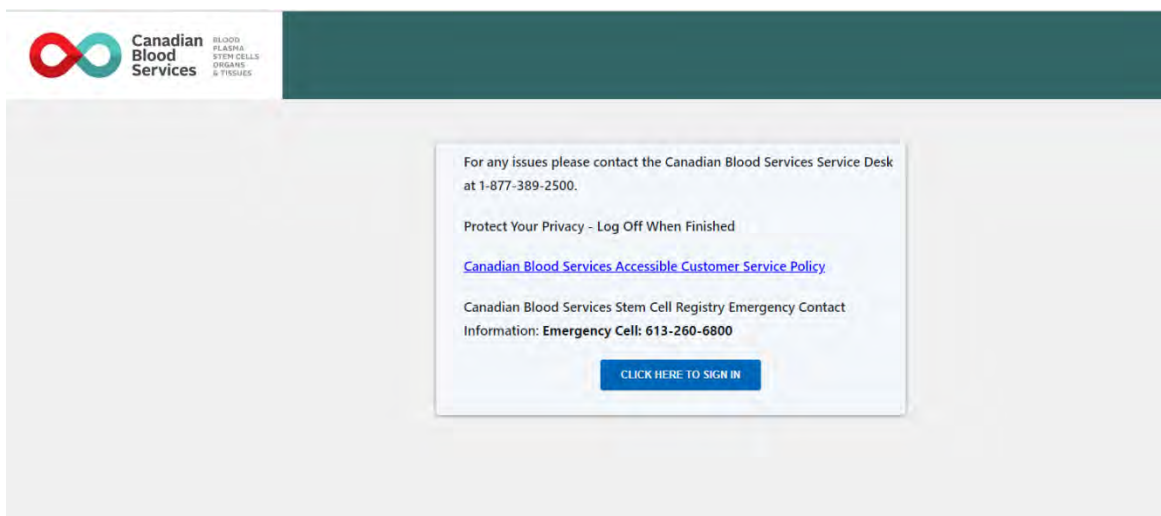 Canadian
Blood
Services
BLOOD
PLASMA
STEM CELLS
ORGANS
& TISSUES
For any issues please contact the Canadian Blood Services Service Desk
at 1-877-389-2500.
Protect Your Privacy - Log Off When Finished
Canadian Blood Services Accessible Customer Service Policy
Canadian Blood Services Stem Cell Registry Emergency Contact
Information: Emergency Cell: 613-260-6800
CLICK HERE TO SIGN IN